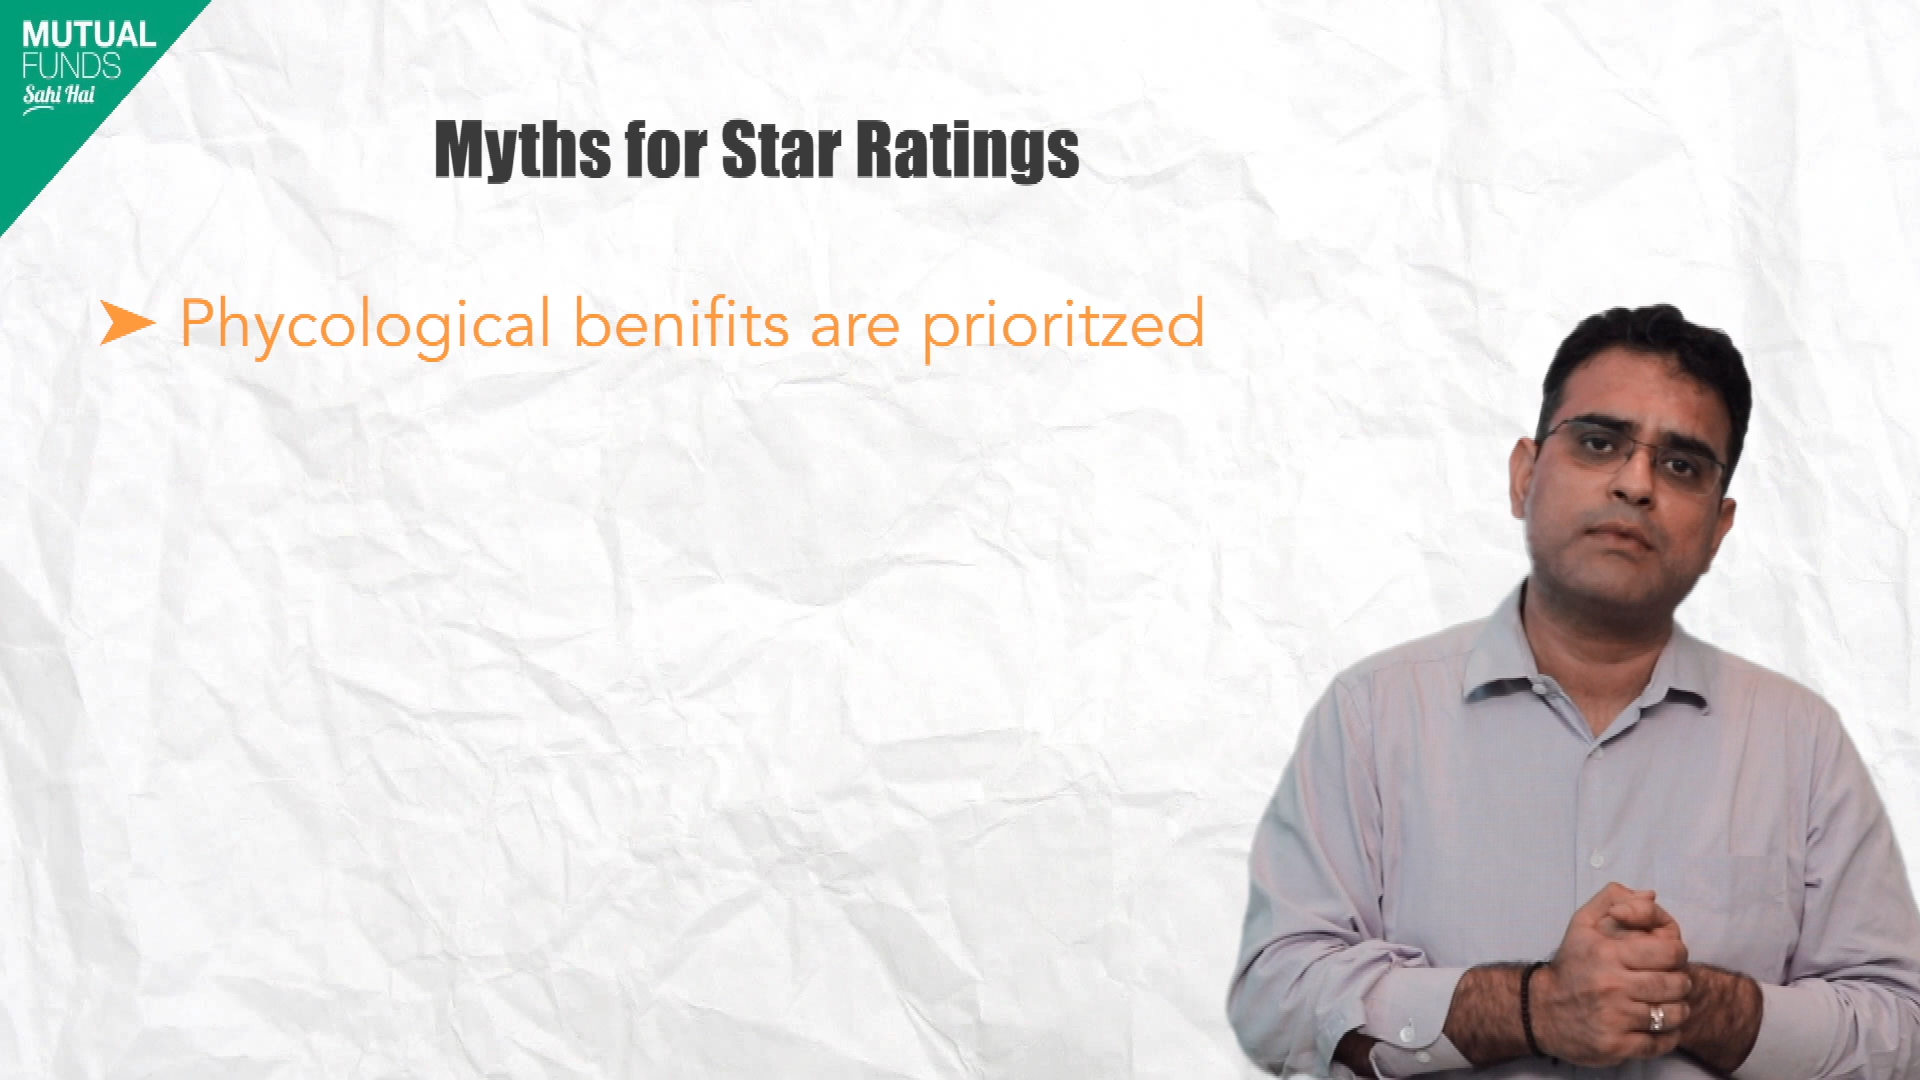 MUTUAL
FUNDS
Sahi Hai
Myths for Star Ratings
Phycological benifits are prioritzed